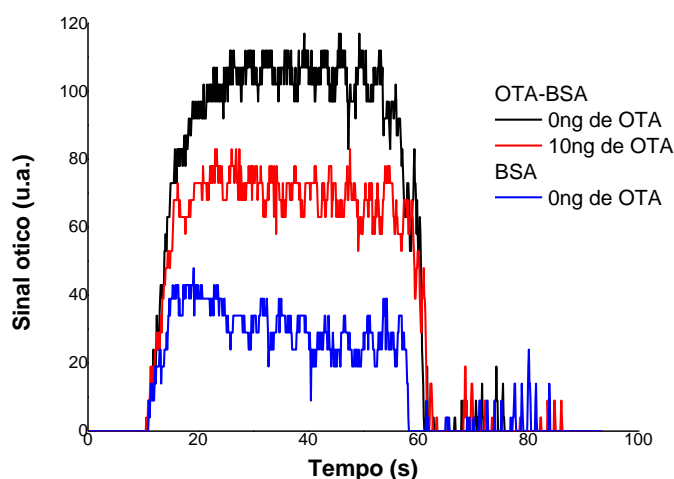 120
100
80
60
40
20
0
Sinal otico (u.a.)
OTA-BSA
0ng de OTA
10ng de OTA
BSA
0ng de OTA
0 20 40 60 80 100
Tempo (s)